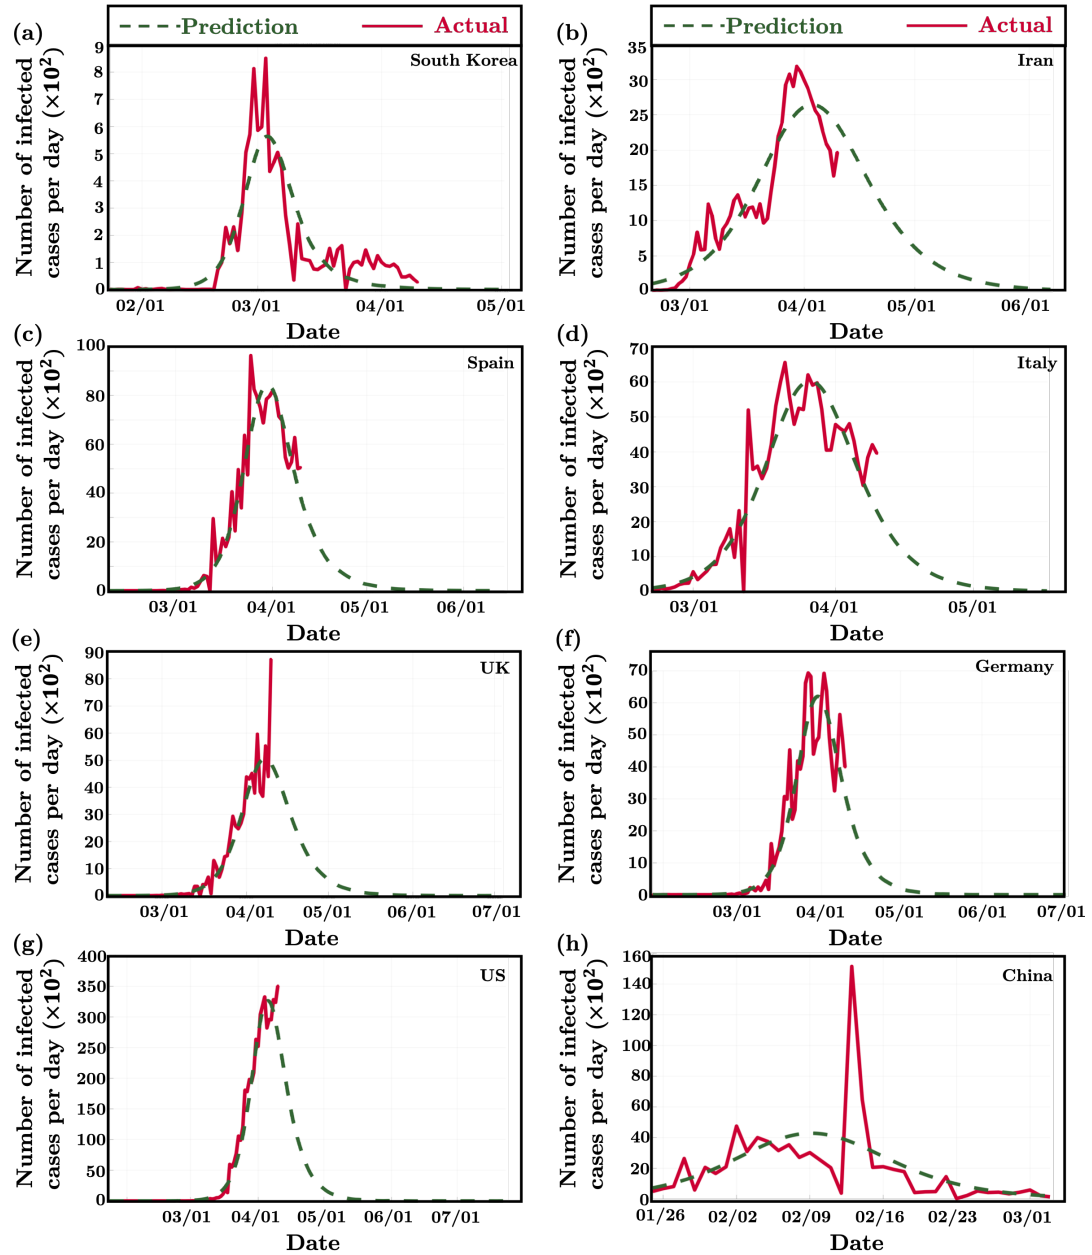 (a) Prediction Actual
South Korea
Number of infected
cases per day (×10²)
9
8
7
6
5
4
3
2
1
0
02/01 03/01 04/01 05/01
Date
(b) Prediction Actual
Iran
Number of infected
cases per day (×10²)
35
30
25
20
15
10
5
0
03/01 04/01 05/01 06/01
Date
(c)
Spain
Number of infected
cases per day (×10²)
100
80
60
40
20
0
03/01 04/01 05/01 06/01
Date
(d)
Italy
Number of infected
cases per day (×10²)
70
60
50
40
30
20
10
0
03/01 04/01 05/01
Date
(e)
UK
Number of infected
cases per day (×10²)
90
80
70
60
50
40
30
20
10
0
03/01 04/01 05/01 06/01 07/01
Date
(f)
Germany
Number of infected
cases per day (×10²)
70
60
50
40
30
20
10
0
03/01 04/01 05/01 06/01 07/01
Date
(g)
US
Number of infected
cases per day (×10²)
400
350
300
250
200
150
100
50
0
03/01 04/01 05/01 06/01 07/01
Date
(h)
China
Number of infected
cases per day (×10²)
160
140
120
100
80
60
40
20
0
01/26 02/02 02/09 02/16 02/23 03/01
Date